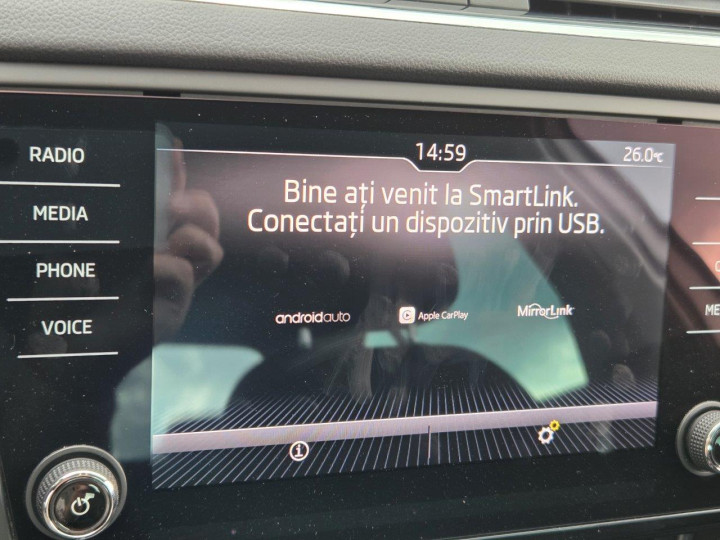 14:59
26.0°C
RADIO
MEDIA
PHONE
VOICE
Bine ați venit la SmartLink.
Conectați un dispozitiv prin USB.
androidauto
Apple CarPlay
MirrorLink